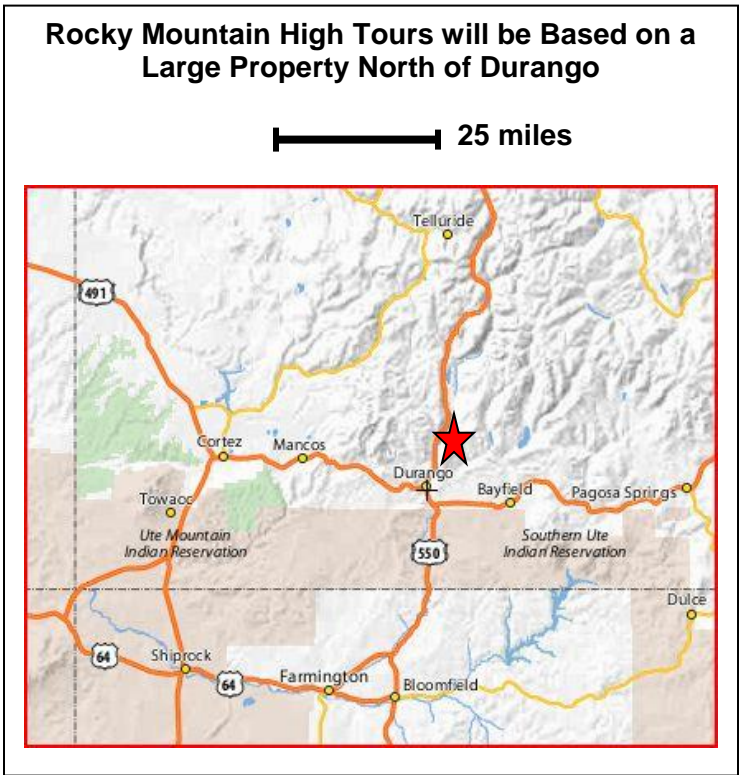 Rocky Mountain High Tours will be Based on a
Large Property North of Durango
25 miles
Telluride
491
Cortez
Mancos
Durango
Bayfield
Pagosa Springs
Towaoc
Ute Mountain
Indian Reservation
Southern Ute
Indian Reservation
550
Dulce
64
Shiprock
64
Farmington
Bloomfield